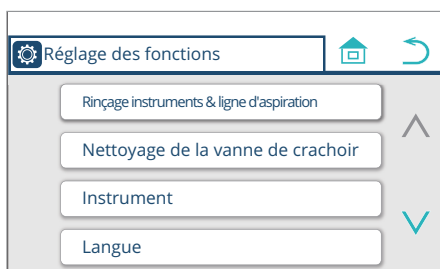 Réglage des fonctions
Rinçage instruments & ligne d'aspiration
Nettoyage de la vanne de crachoir
Instrument
Langue